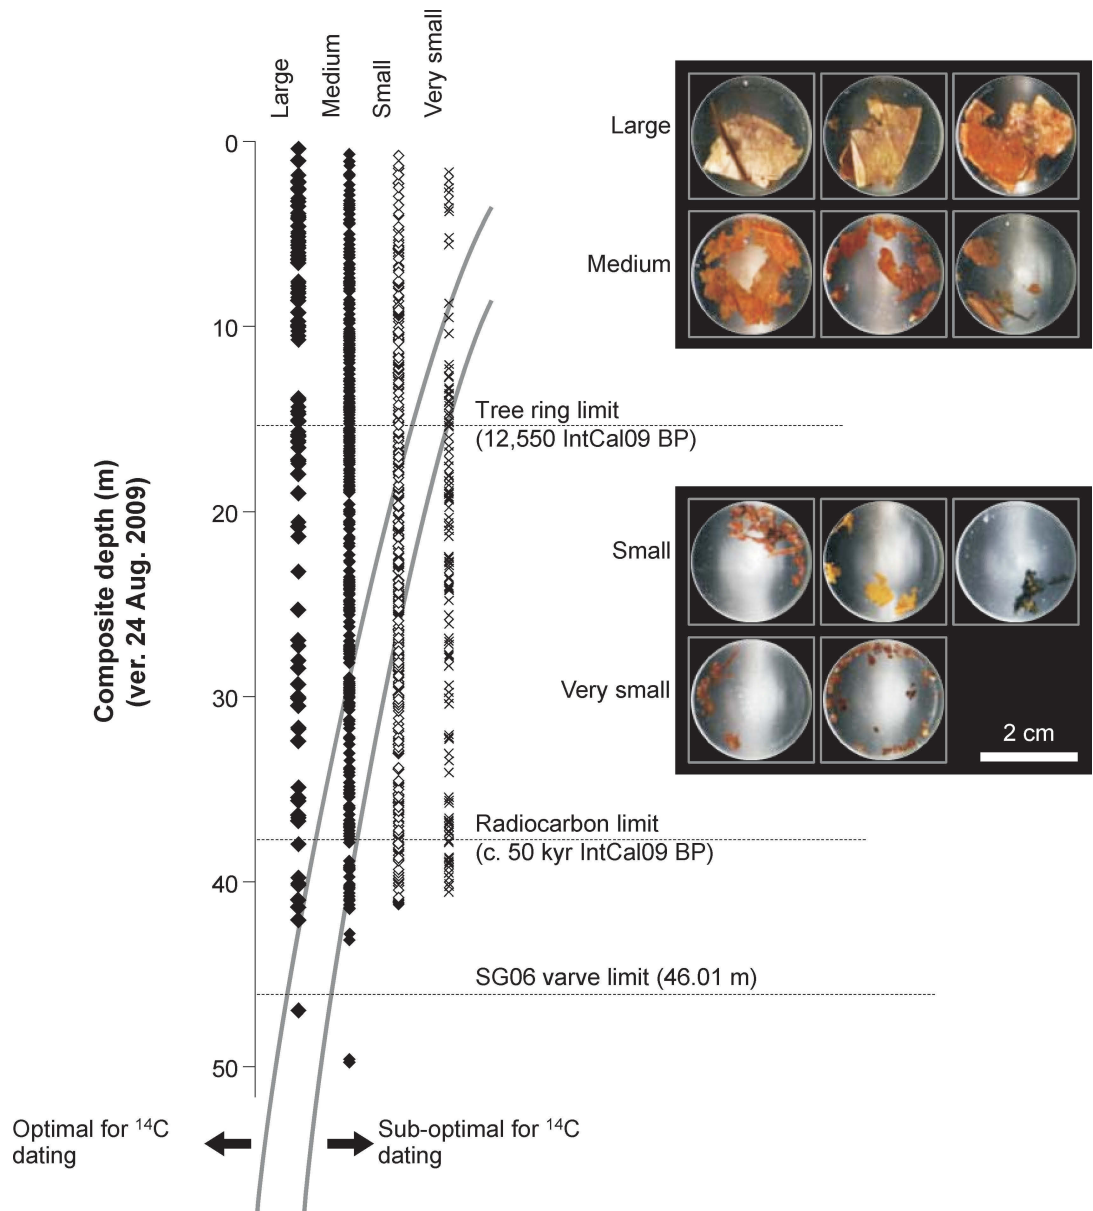 Large
Medium
Small
Very small
0
10
20
30
40
50
Composite depth (m)
(ver. 24 Aug. 2009)
Tree ring limit
(12,550 IntCal09 BP)
Radiocarbon limit
(c. 50 kyr IntCal09 BP)
SG06 varve limit (46.01 m)
Optimal for ¹⁴C
dating
Sub-optimal for ¹⁴C
dating
Large
Medium
Small
Very small
2 cm